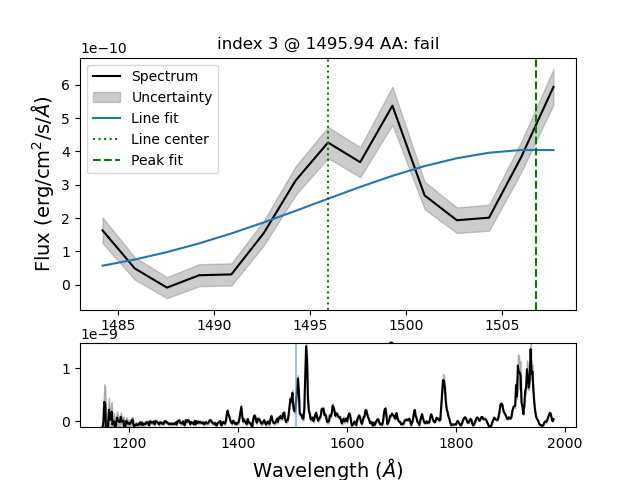 index 3 @ 1495.94 AA: fail
1e−10
Flux (erg/cm²/s/Å)
6
5
4
3
2
1
0
Spectrum
Uncertainty
Line fit
Line center
Peak fit
1485 1490 1495 1500 1505
1e−9
1
0
1200 1400 1600 1800 2000
Wavelength (Å)